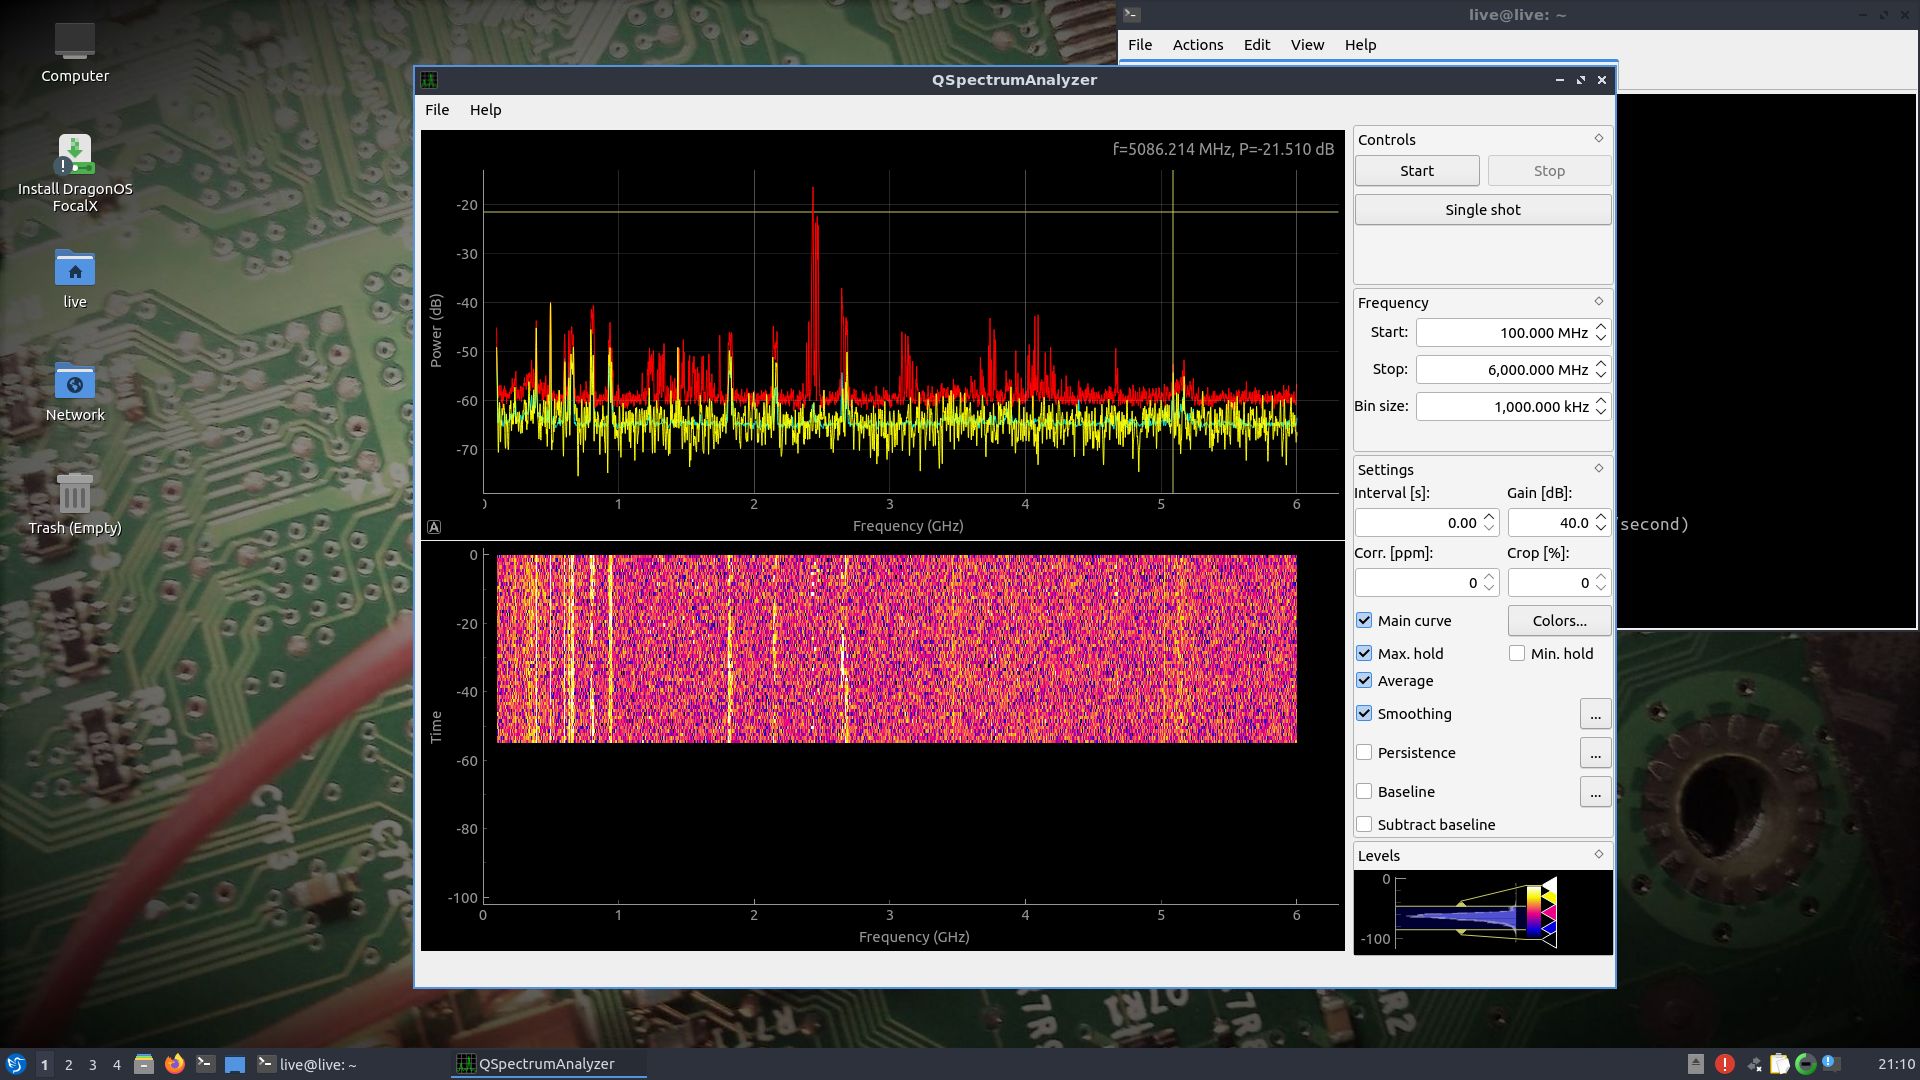 Computer
Install DragonOS
FocalX
live
Network
Trash (Empty)
live@live: ~
File Actions Edit View Help
QSpectrumAnalyzer
File Help
f=5086.214 MHz, P=-21.510 dB
-20
-30
-40
-50
-60
-70
Power (dB)
0 1 2 3 4 5 6
A
Frequency (GHz)
0
-20
-40
-60
-80
-100
Time
0 1 2 3 4 5 6
Frequency (GHz)
Controls
Start Stop
Single shot
Frequency
Start: 100.000 MHz
Stop: 6,000.000 MHz
Bin size: 1,000.000 kHz
Settings
Interval [s]: Gain [dB]:
0.00 40.0
Corr. [ppm]: Crop [%]:
0 0
Main curve Colors...
Max. hold Min. hold
Average
Smoothing ...
Persistence ...
Baseline ...
Subtract baseline
Levels
0
-100
second)
1 2 3 4 live@live: ~ QSpectrumAnalyzer 21:10